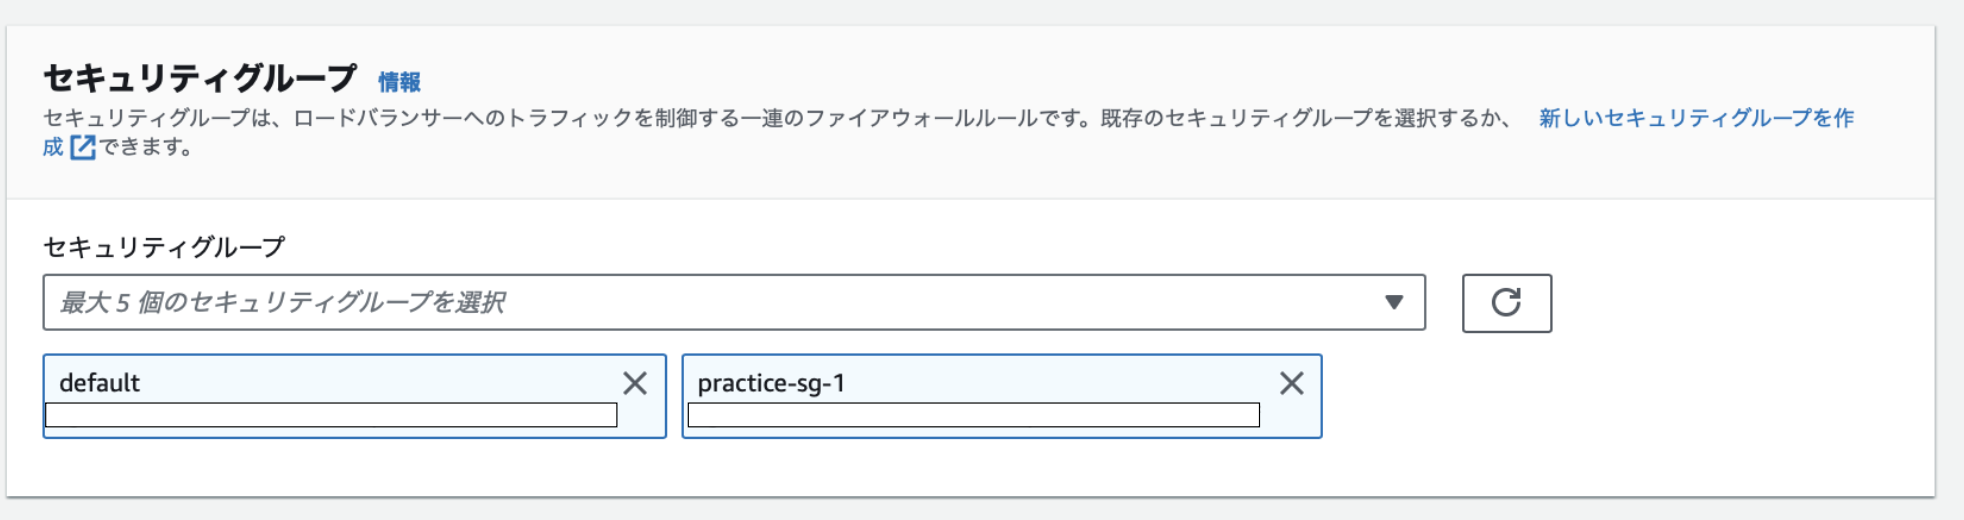 セキュリティグループ 情報
セキュリティグループは、ロードバランサーへのトラフィックを制御する一連のファイアウォールルールです。既存のセキュリティグループを選択するか、 新しいセキュリティグループを作
成 できます。
セキュリティグループ
最大 5 個のセキュリティグループを選択
default
practice-sg-1